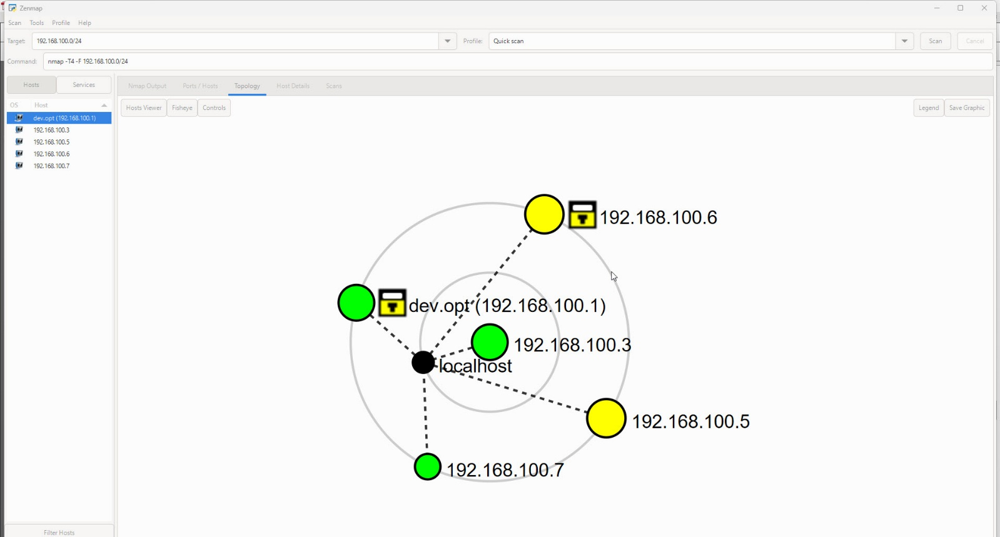 Zenmap
Scan Tools Profile Help
Target: 192.168.100.0/24 Profile: Quick scan Scan Cancel
Command: nmap -T4 -F 192.168.100.0/24
Hosts Services
Nmap Output Ports / Hosts Topology Host Details Scans
OS Host
Hosts Viewer Fisheye Controls Legend Save Graphic
dev.opt (192.168.100.1)
192.168.100.3
192.168.100.5
192.168.100.6
192.168.100.7
192.168.100.6
dev.opt (192.168.100.1)
192.168.100.3
localhost
192.168.100.5
192.168.100.7
Filter Hosts